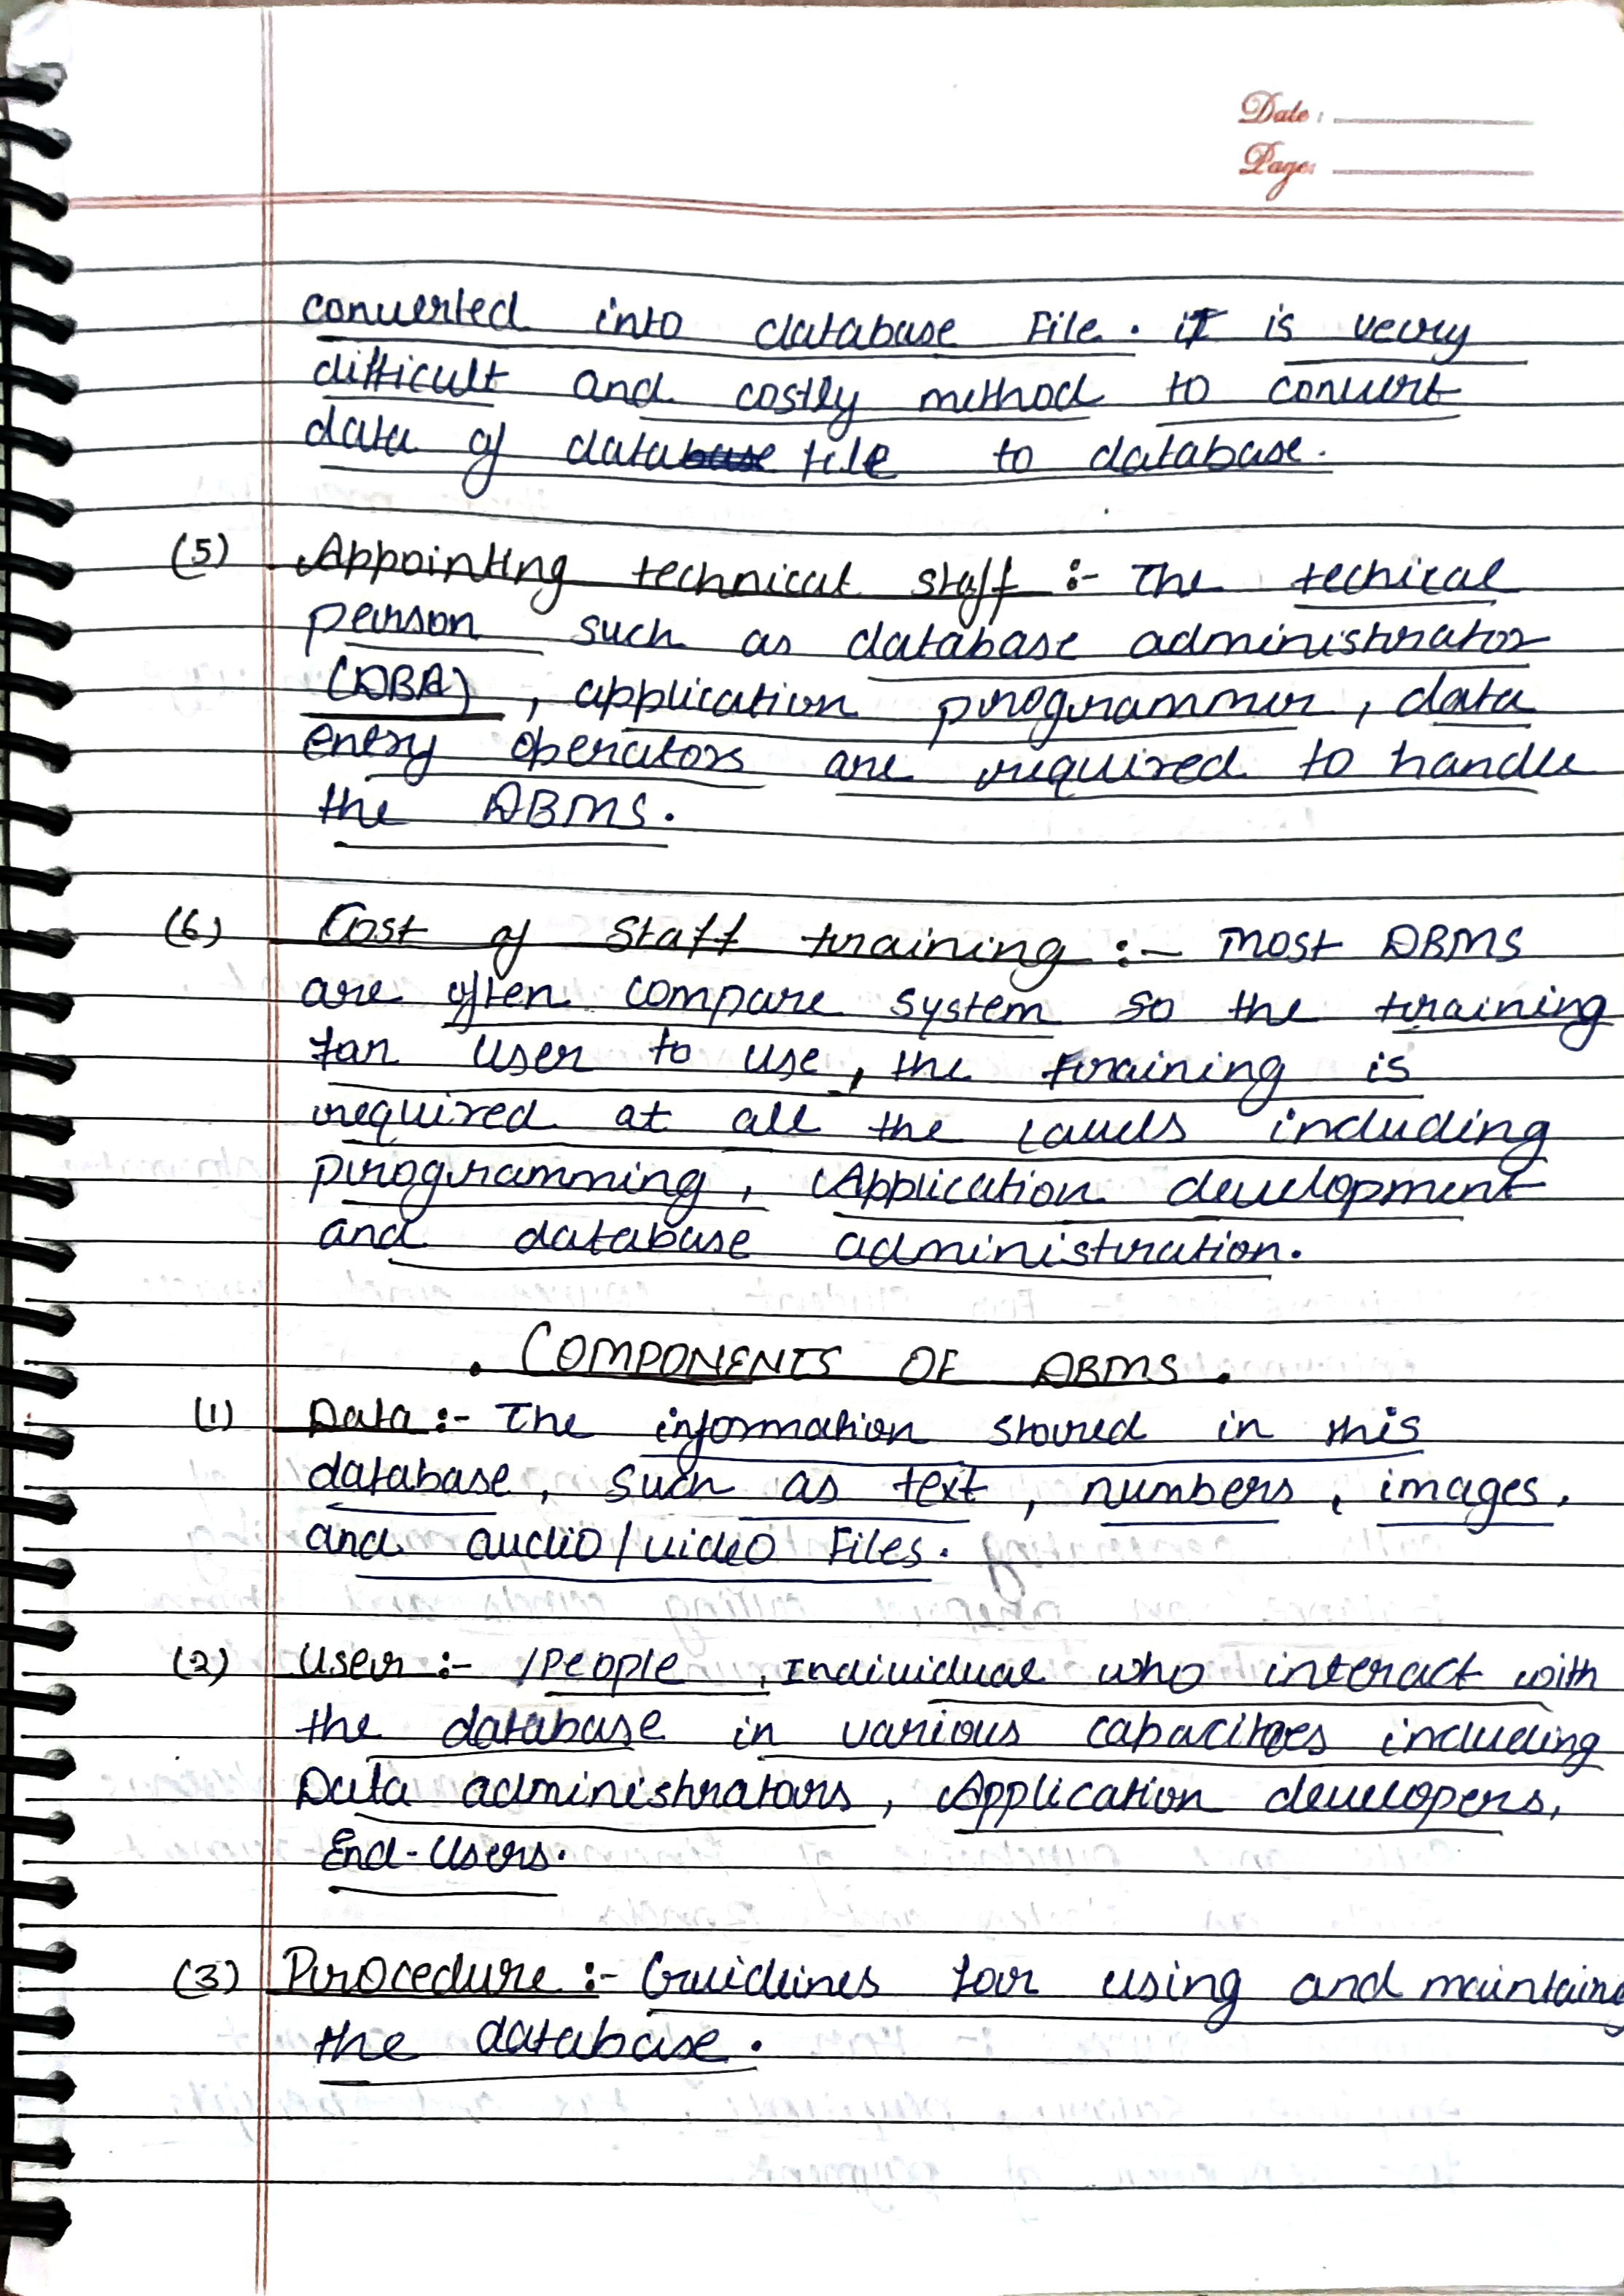 Date:
Page:
converted into database File. it is very
difficult and costly method to convert
data of database file to database.
(5) Appointing technical staff :- The techical
person such as database administrator
(DBA), application programmer, data
entry operators are required to handle
the DBMS.
(6) Cost of Staff training :- most DBMS
are often compare system so the training
for user to use, the training is
required at all the levels including
programming, Application development
and database administration.
. COMPONENTS OF DBMS.
(1) Data :- The information stored in this
database, such as text, numbers, images,
and audio/video Files.
(2) User :- /People, Individual who interact with
the database in various capacities including
Data administrators, Application developers,
End-Users.
(3) Procedure :- Guidlines for using and maintaing
the database.